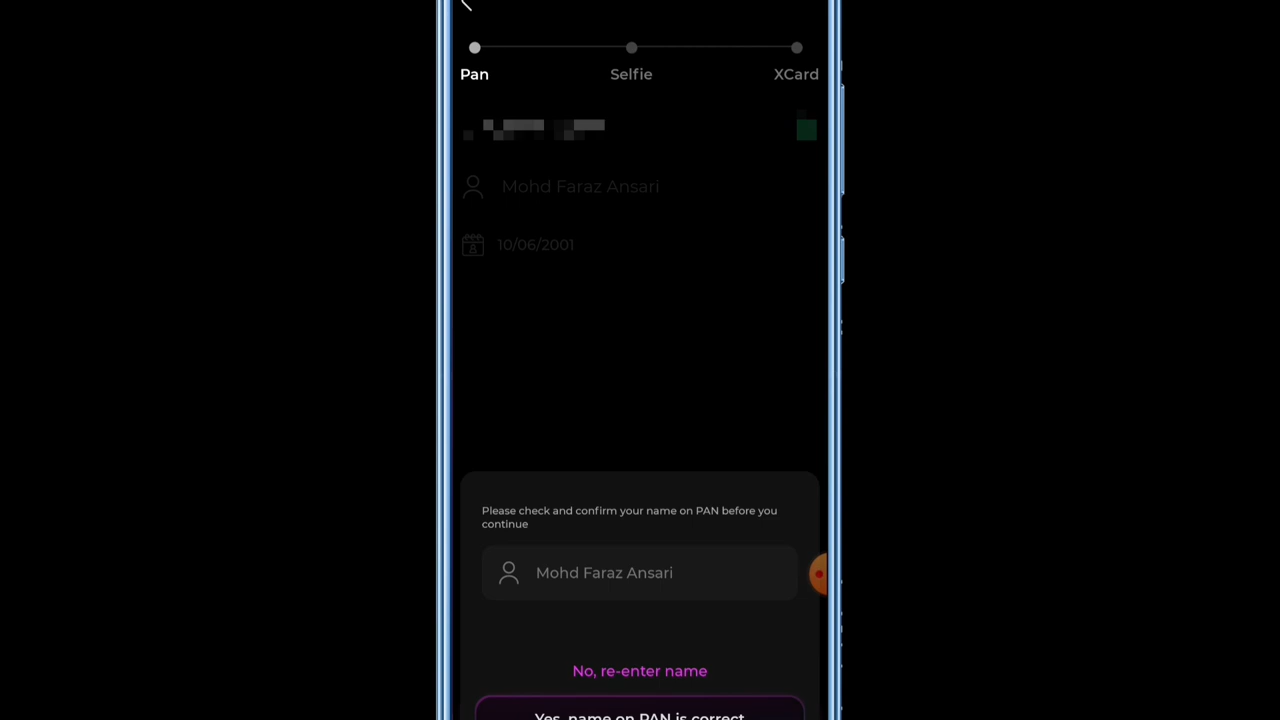 Pan Selfie XCard
Mohd Faraz Ansari
10/06/2001
Please check and confirm your name on PAN before you
continue
Mohd Faraz Ansari
No, re-enter name
Yes, name on PAN is correct